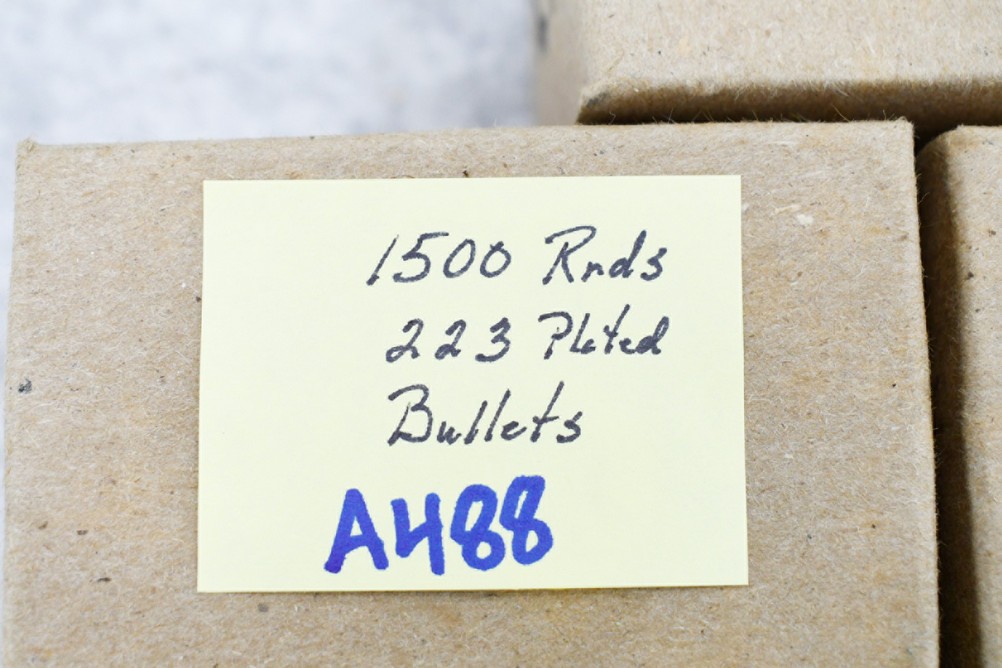 1500 Rnds
223 Plated
Bullets
A488